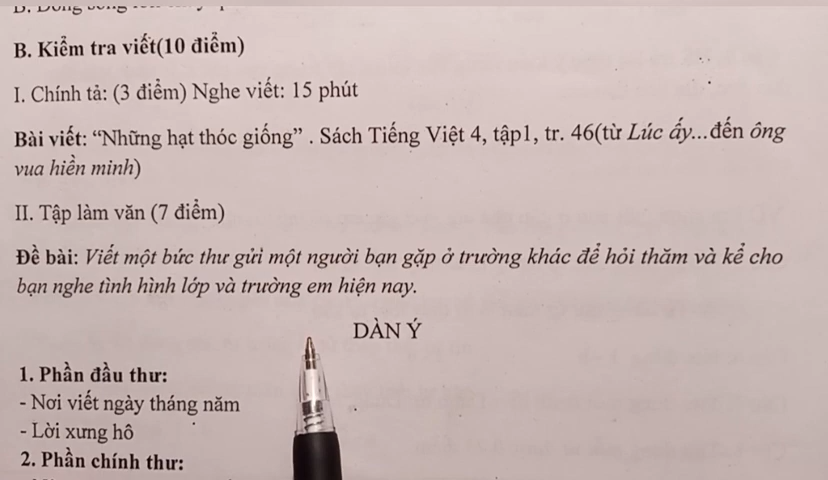 B. Kiểm tra viết(10 điểm)
I. Chính tả: (3 điểm) Nghe viết: 15 phút
Bài viết: “Những hạt thóc giống” . Sách Tiếng Việt 4, tập1, tr. 46(từ Lúc ấy...đến ông
vua hiền minh)
II. Tập làm văn (7 điểm)
Đề bài: Viết một bức thư gửi một người bạn gặp ở trường khác để hỏi thăm và kể cho
bạn nghe tình hình lớp và trường em hiện nay.
DÀN Ý
1. Phần đầu thư:
- Nơi viết ngày tháng năm
- Lời xưng hô
2. Phần chính thư: